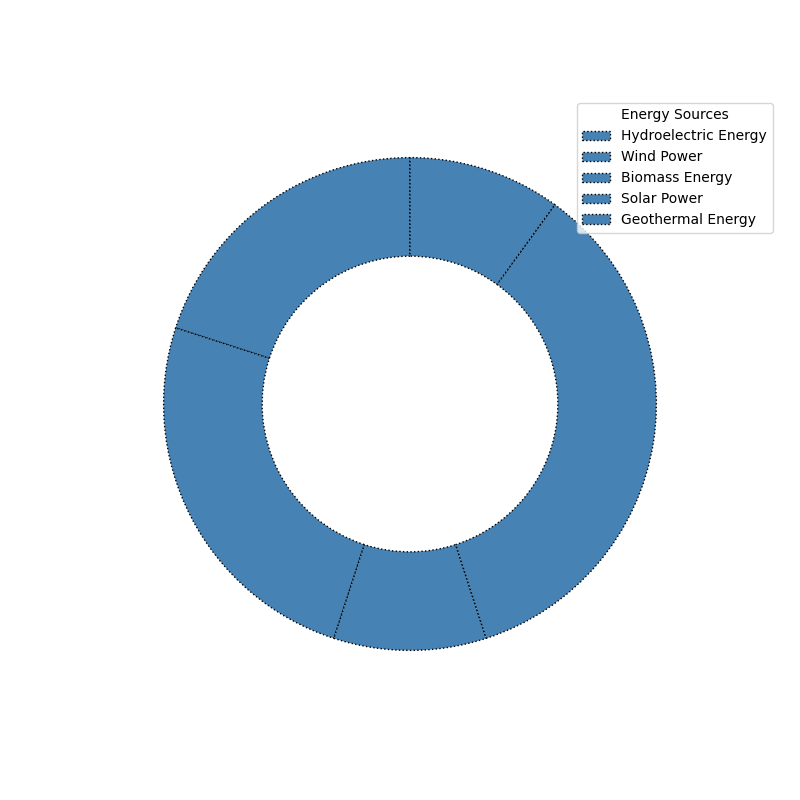 Energy Sources
Hydroelectric Energy
Wind Power
Biomass Energy
Solar Power
Geothermal Energy